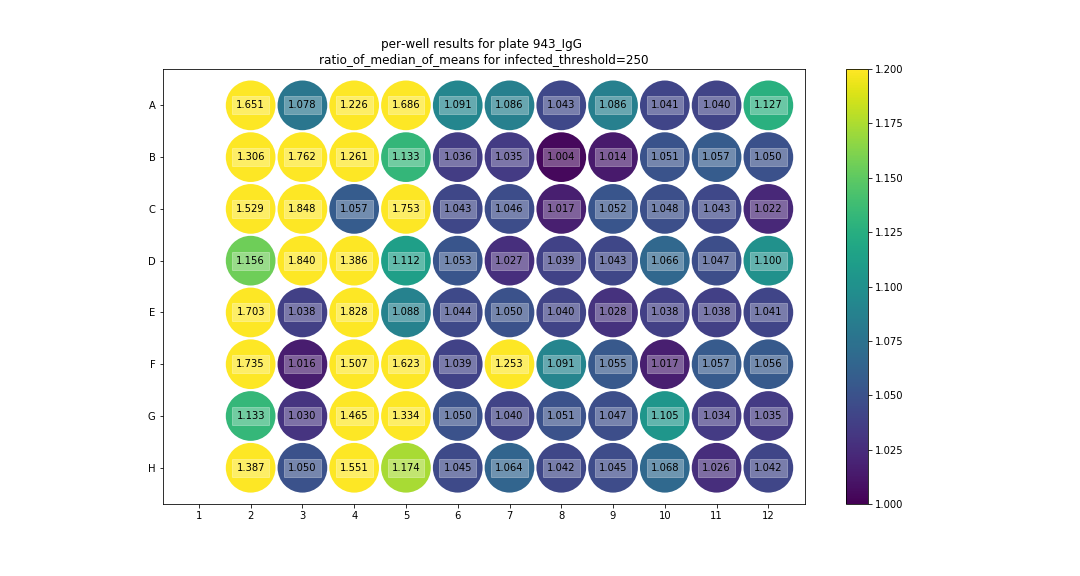 per-well results for plate 943_IgG
ratio_of_median_of_means for infected_threshold=250
A 1.651 1.078 1.226 1.686 1.091 1.086 1.043 1.086 1.041 1.040 1.127
B 1.306 1.762 1.261 1.133 1.036 1.035 1.004 1.014 1.051 1.057 1.050
C 1.529 1.848 1.057 1.753 1.043 1.046 1.017 1.052 1.048 1.043 1.022
D 1.156 1.840 1.386 1.112 1.053 1.027 1.039 1.043 1.066 1.047 1.100
E 1.703 1.038 1.828 1.088 1.044 1.050 1.040 1.028 1.038 1.038 1.041
F 1.735 1.016 1.507 1.623 1.039 1.253 1.091 1.055 1.017 1.057 1.056
G 1.133 1.030 1.465 1.334 1.050 1.040 1.051 1.047 1.105 1.034 1.035
H 1.387 1.050 1.551 1.174 1.045 1.064 1.042 1.045 1.068 1.026 1.042
1 2 3 4 5 6 7 8 9 10 11 12
1.200
1.175
1.150
1.125
1.100
1.075
1.050
1.025
1.000